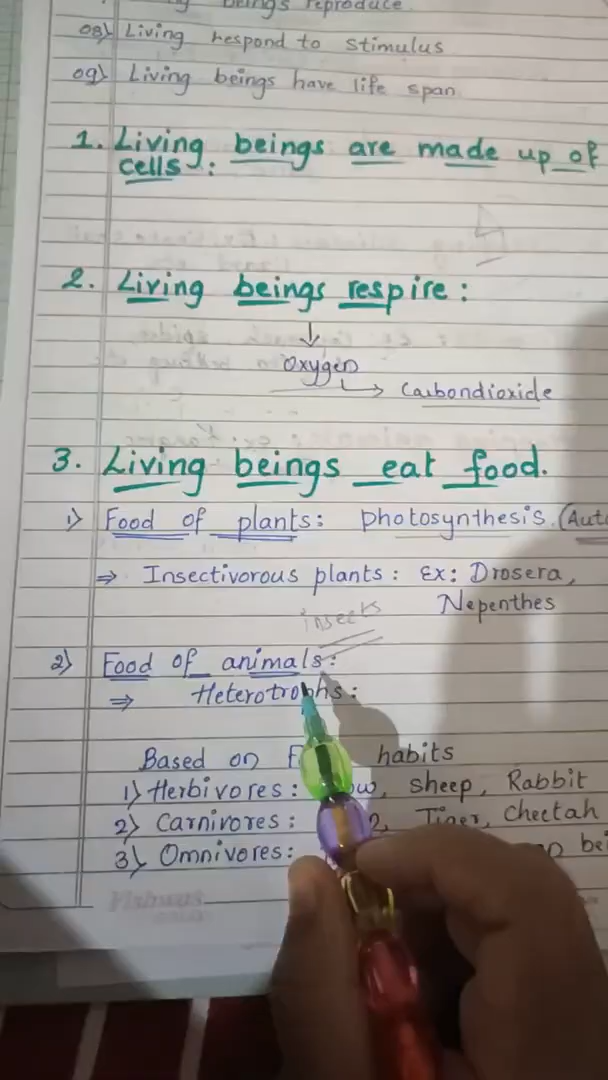 beings reproduce.
08) Living respond to stimulus
09) Living beings have life span.
1. Living beings are made up of
cells:
2. Living beings respire:
↓
Oxygen
↳ Carbondioxide
3. Living beings eat food.
1) Food of plants: photosynthesis. (Auto
⇒ Insectivorous plants: Ex: Drosera,
Nepenthes
insects
2) Food of animals:
⇒ Heterotrophs:
Based on habits
1) Herbivores: sheep, Rabbit
2) Carnivores: Tiger, Cheetah
3) Omnivores: